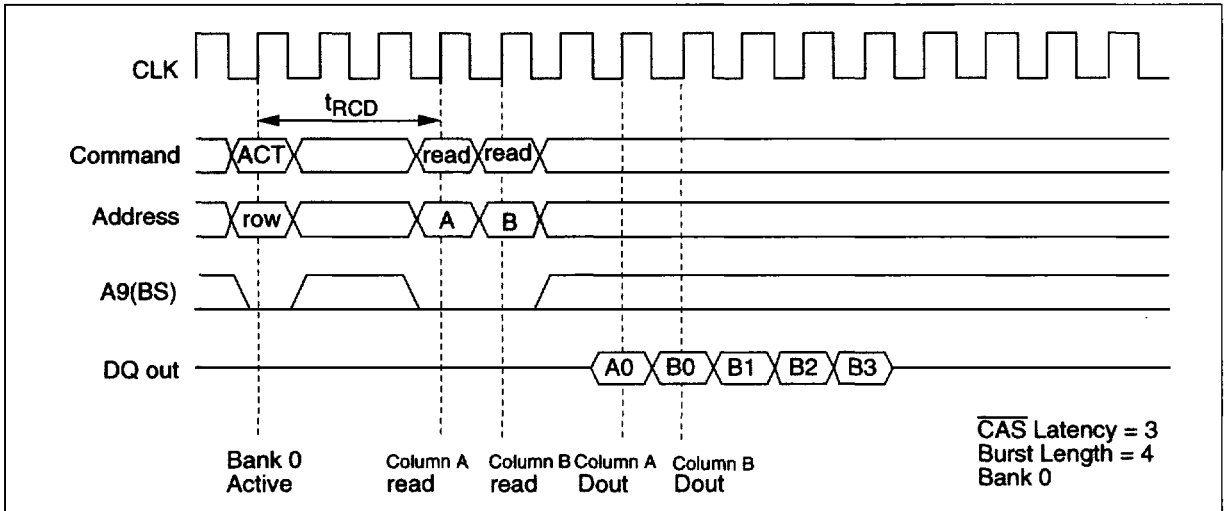 CLK
tRCD
Command ACT read read
Address row A B
A9(BS)
DQ out A0 B0 B1 B2 B3
CAS Latency = 3
Burst Length = 4
Bank 0
Bank 0 Active
Column A read
Column B read
Column A Dout
Column B Dout